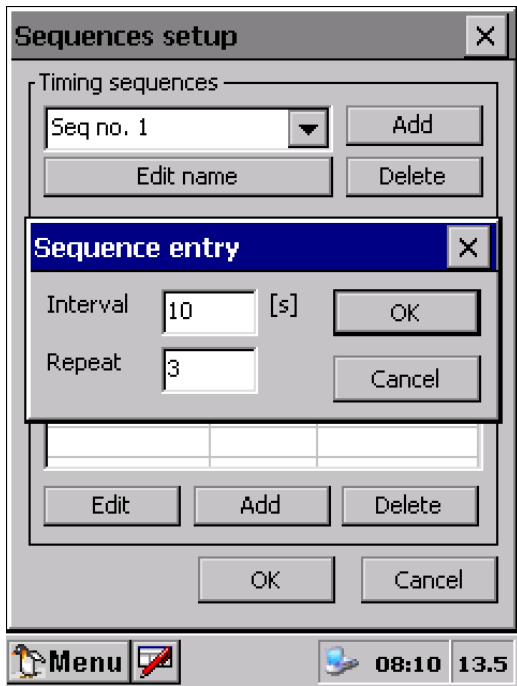 Sequences setup
Timing sequences
Seq no. 1
Add
Edit name
Delete
Sequence entry
Interval 10 [s]
OK
Repeat 3
Cancel
Edit Add Delete
OK Cancel
Menu 08:10 13.5